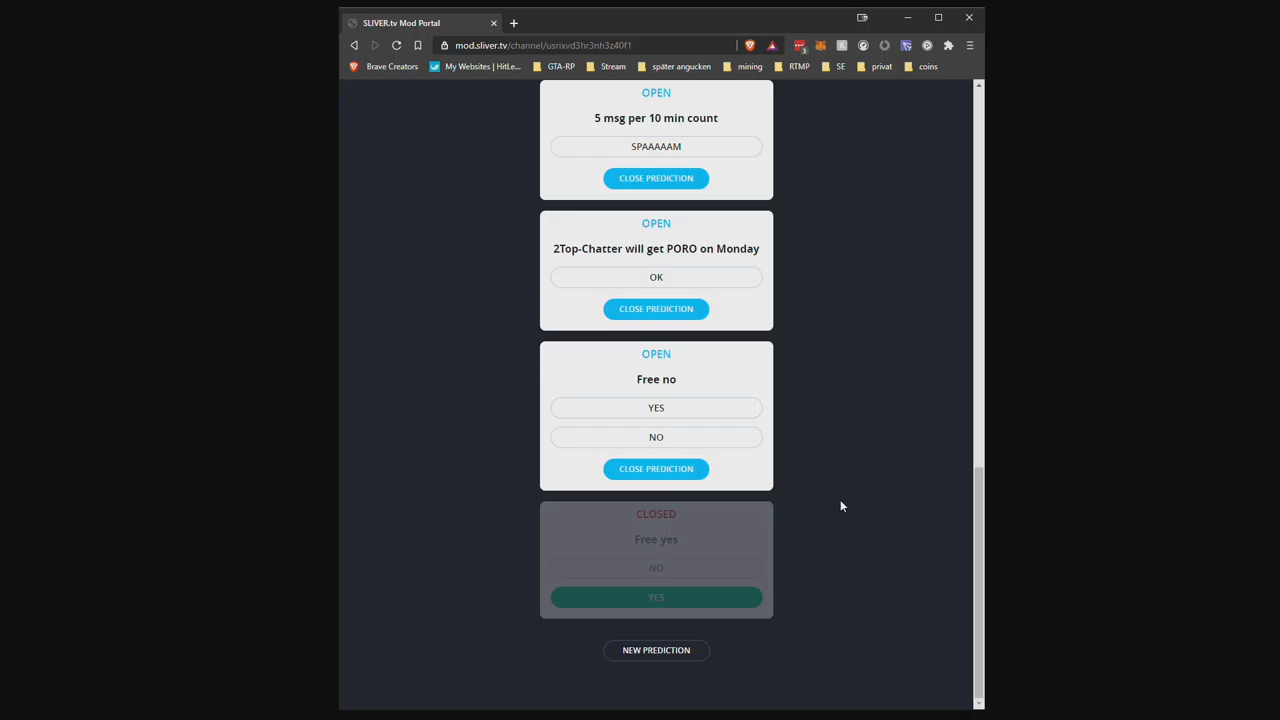 SLIVER.tv Mod Portal
mod.sliver.tv/channel/usrixvd3hr3nh3z40f1
Brave Creators My Websites | HitLe... GTA-RP Stream später angucken mining RTMP SE privat coins
OPEN
5 msg per 10 min count
SPAAAAAM
CLOSE PREDICTION
OPEN
2Top-Chatter will get PORO on Monday
OK
CLOSE PREDICTION
OPEN
Free no
YES
NO
CLOSE PREDICTION
CLOSED
Free yes
NO
YES
NEW PREDICTION